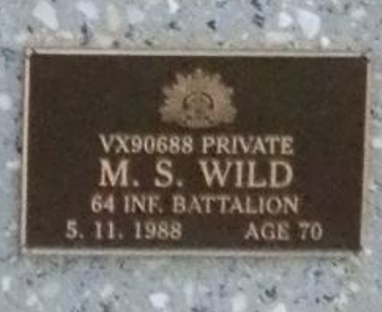 VX90688 PRIVATE
M. S. WILD
64 INF. BATTALION
5. 11. 1988 AGE 70